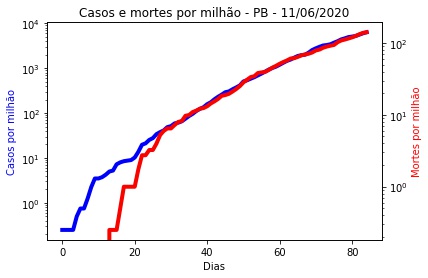 Casos e mortes por milhão - PB - 11/06/2020
10⁴
10³
10²
10¹
10⁰
Casos por milhão
10²
10¹
10⁰
Mortes por milhão
0 20 40 60 80
Dias